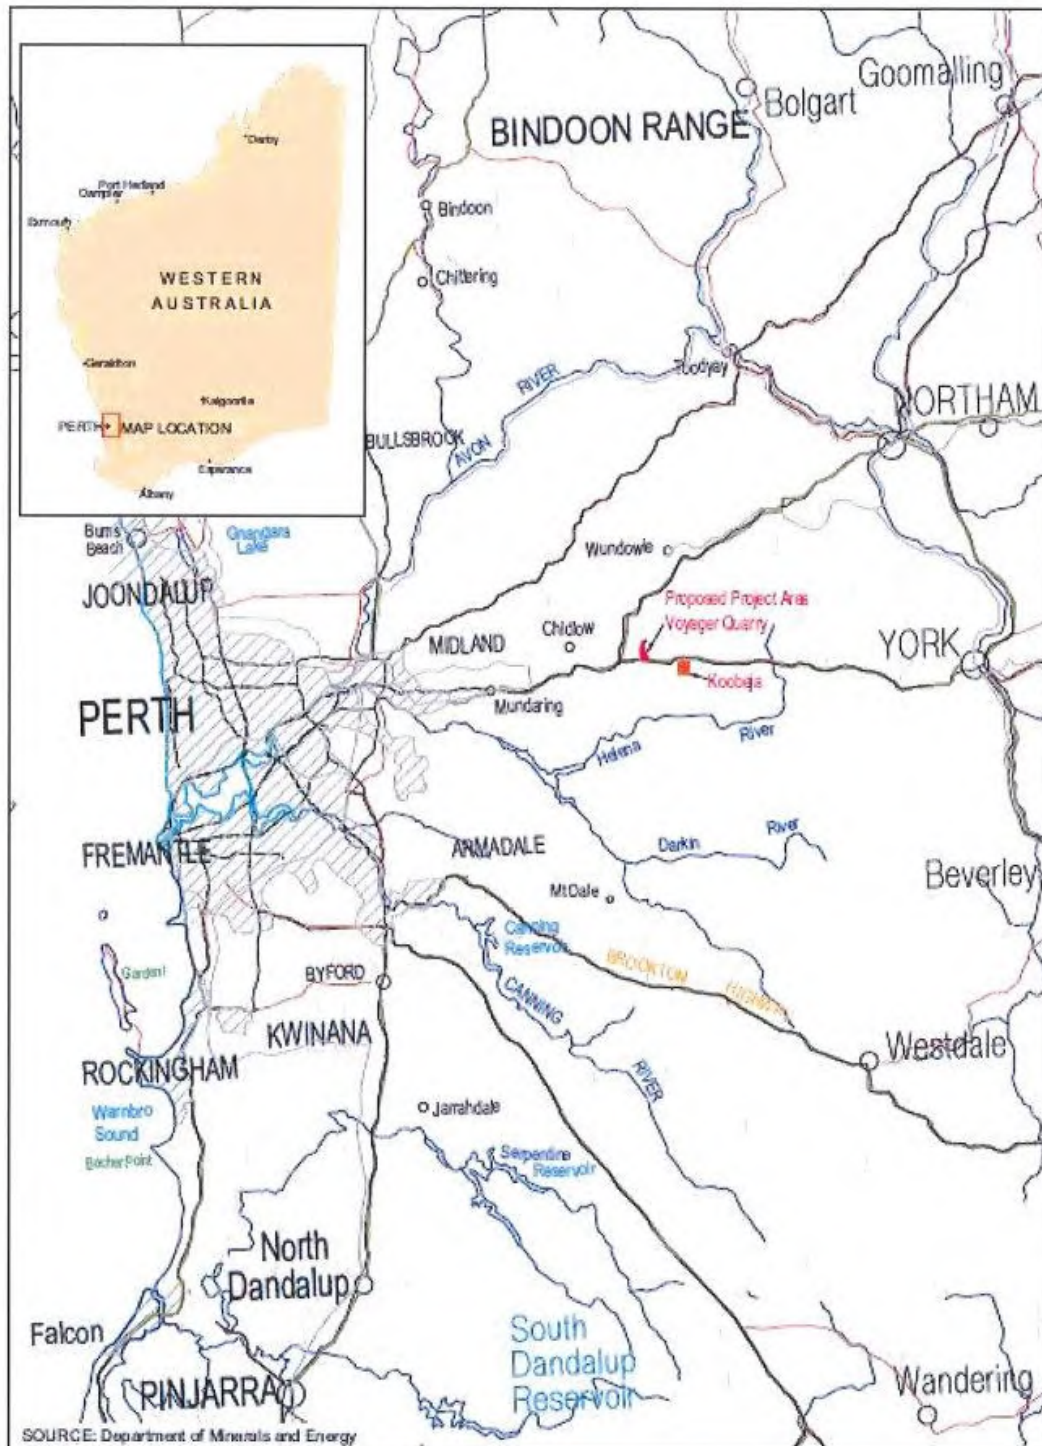 Goomalling
Bolgart
BINDOON RANGE
Derby
Port Hedland
Dampier
Exmouth
Bindoon
Chittering
WESTERN
AUSTRALIA
Geraldton
Kalgoorlie
PERTH
MAP LOCATION
Esperance
Albany
Toodyay
RIVER
AVON
BULLSBROOK
ORTHAM
Burns
Beach
Gnangara
Lake
Wundowie
JOONDALUP
Proposed Project Area
Voyager Quarry
MIDLAND
Chidlow
YORK
Koobeja
Mundaring
PERTH
Helena
River
FREMANTLE
ARMADALE
Darkin
River
Beverley
Mt Dale
Canning
Reservoir
Garden I
BYFORD
BROOKTON
HIGHWAY
CANNING
KWINANA
Westdale
ROCKINGHAM
RIVER
Warnbro
Sound
Jarrahdale
Becher Point
Serpentine
Reservoir
North
Dandalup
Falcon
South
Dandalup
Reservoir
PINJARRA
Wandering
SOURCE: Department of Minerals and Energy